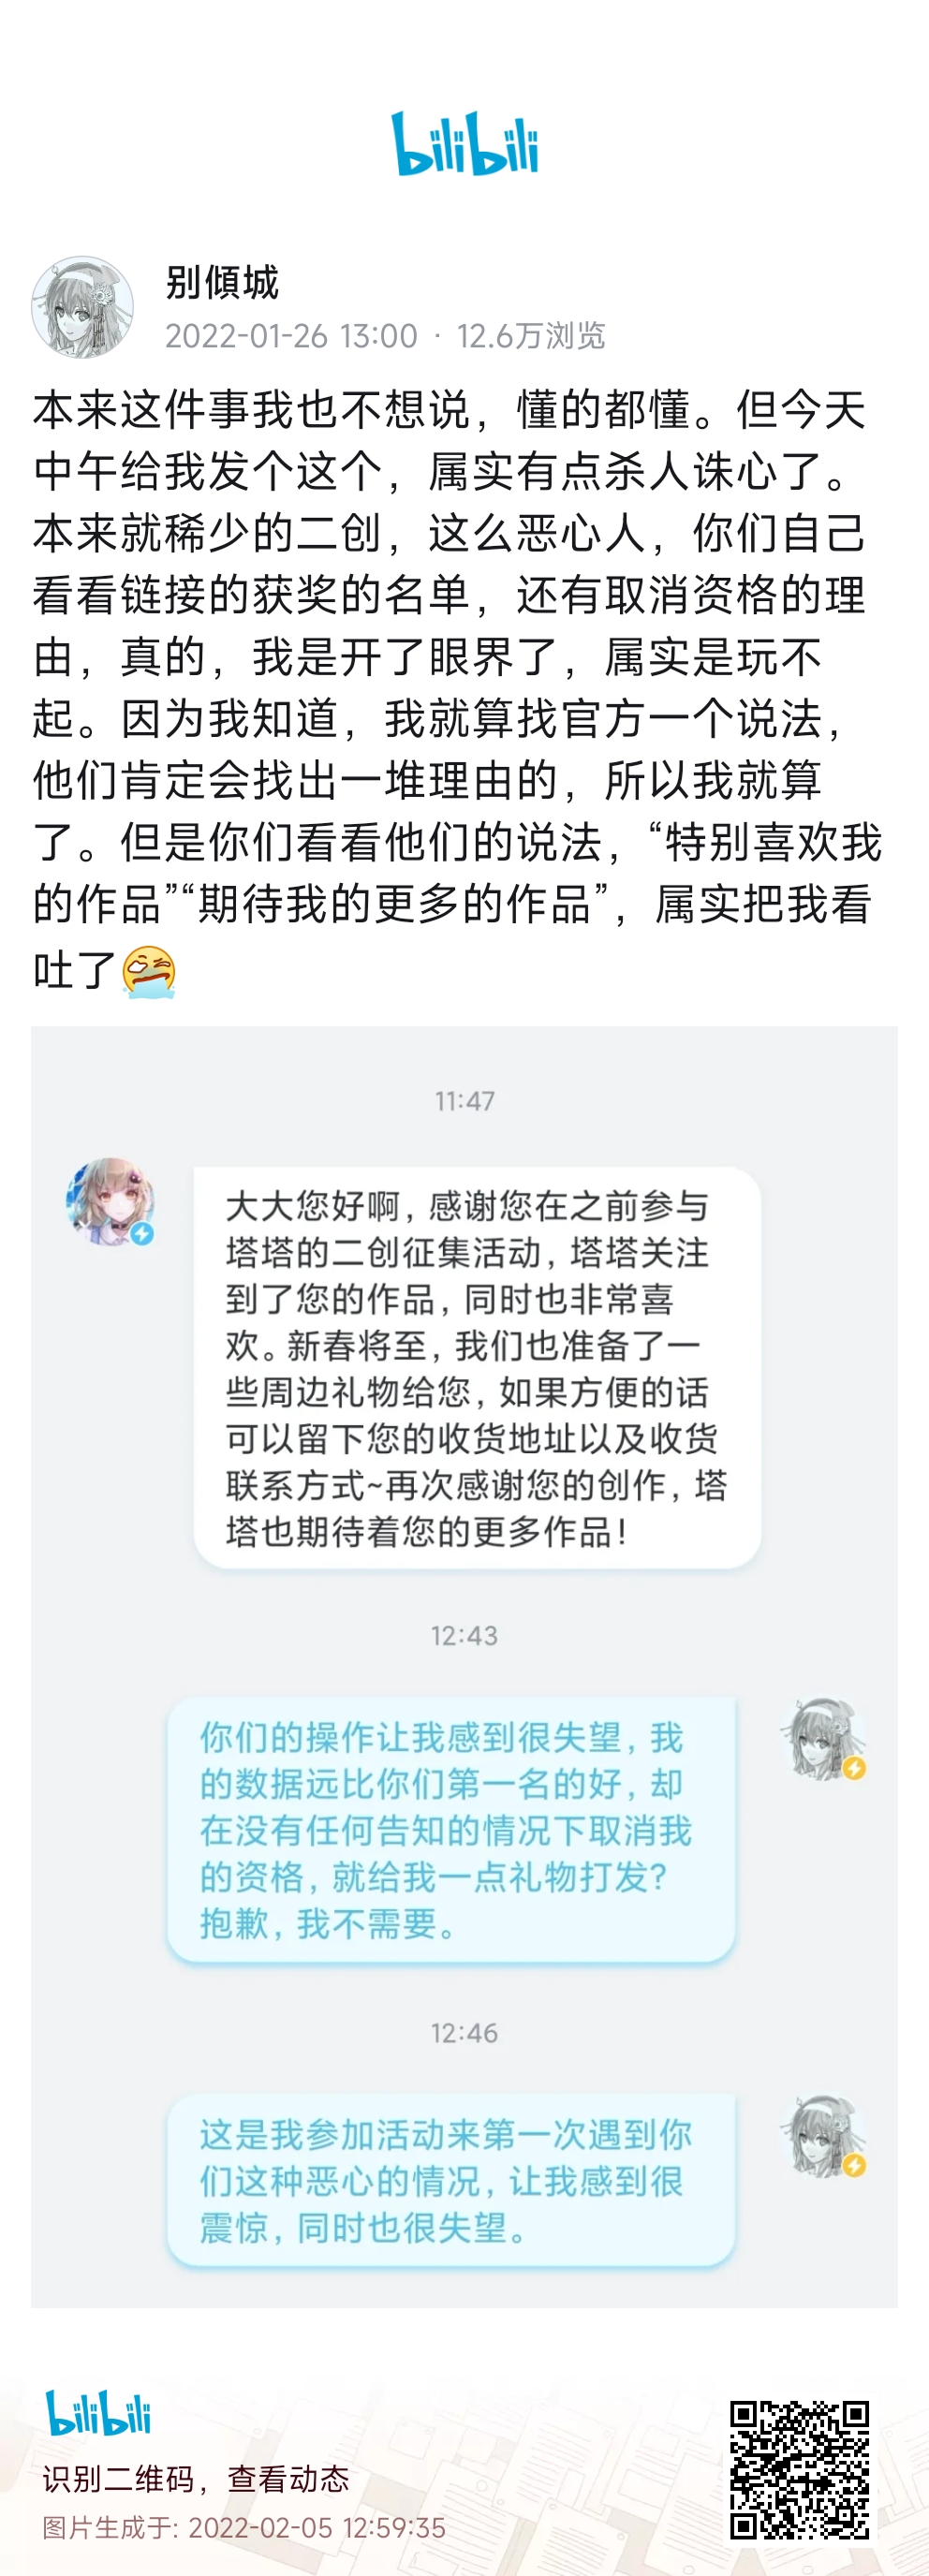 bilibili
别傾城
2022-01-26 13:00 · 12.6万浏览
本来这件事我也不想说，懂的都懂。但今天
中午给我发个这个，属实有点杀人诛心了。
本来就稀少的二创，这么恶心人，你们自己
看看链接的获奖的名单，还有取消资格的理
由，真的，我是开了眼界了，属实是玩不
起。因为我知道，我就算找官方一个说法，
他们肯定会找出一堆理由的，所以我就算
了。但是你们看看他们的说法，“特别喜欢我
的作品”“期待我的更多的作品”，属实把我看
吐了
11:47
大大您好啊，感谢您在之前参与
塔塔的二创征集活动，塔塔关注
到了您的作品，同时也非常喜
欢。新春将至，我们也准备了一
些周边礼物给您，如果方便的话
可以留下您的收货地址以及收货
联系方式~再次感谢您的创作，塔
塔也期待着您的更多作品！
12:43
你们的操作让我感到很失望，我
的数据远比你们第一名的好，却
在没有任何告知的情况下取消我
的资格，就给我一点礼物打发？
抱歉，我不需要。
12:46
这是我参加活动来第一次遇到你
们这种恶心的情况，让我感到很
震惊，同时也很失望。
bilibili
识别二维码，查看动态
图片生成于: 2022-02-05 12:59:35